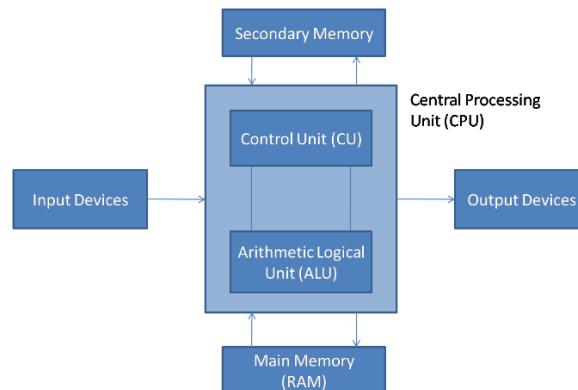 Secondary Memory
Central Processing
Unit (CPU)
Control Unit (CU)
Input Devices
Output Devices
Arithmetic Logical
Unit (ALU)
Main Memory
(RAM)